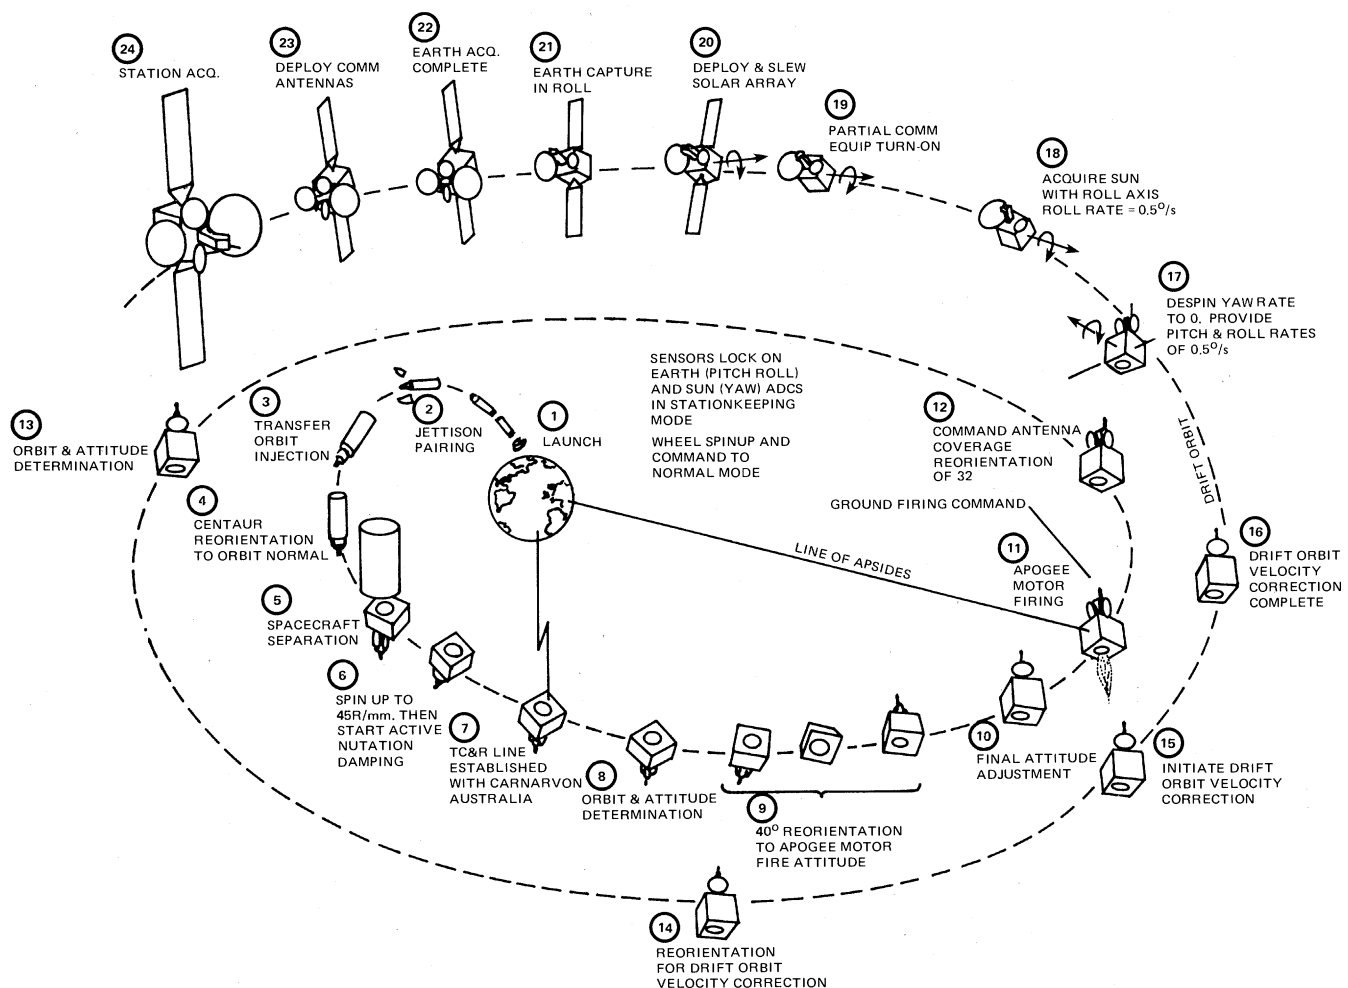 24
STATION ACQ.
23
DEPLOY COMM
ANTENNAS
22
EARTH ACQ.
COMPLETE
21
EARTH CAPTURE
IN ROLL
20
DEPLOY & SLEW
SOLAR ARRAY
19
PARTIAL COMM
EQUIP TURN-ON
18
ACQUIRE SUN
WITH ROLL AXIS
ROLL RATE = 0.5°/s
17
DESPIN YAW RATE
TO 0. PROVIDE
PITCH & ROLL RATES
OF 0.5°/s
SENSORS LOCK ON
EARTH (PITCH ROLL)
AND SUN (YAW) ADCS
IN STATIONKEEPING
MODE
WHEEL SPINUP AND
COMMAND TO
NORMAL MODE
1
LAUNCH
2
JETTISON
PAIRING
3
TRANSFER
ORBIT
INJECTION
13
ORBIT & ATTITUDE
DETERMINATION
4
CENTAUR
REORIENTATION
TO ORBIT NORMAL
12
COMMAND ANTENNA
COVERAGE
REORIENTATION
OF 32
GROUND FIRING COMMAND
DRIFT ORBIT
LINE OF APSIDES
11
APOGEE
MOTOR
FIRING
16
DRIFT ORBIT
VELOCITY
CORRECTION
COMPLETE
5
SPACECRAFT
SEPARATION
6
SPIN UP TO
45R/mm. THEN
START ACTIVE
NUTATION
DAMPING
7
TC&R LINE
ESTABLISHED
WITH CARNARVON
AUSTRALIA
8
ORBIT & ATTITUDE
DETERMINATION
9
40° REORIENTATION
TO APOGEE MOTOR
FIRE ATTITUDE
10
FINAL ATTITUDE
ADJUSTMENT
15
INITIATE DRIFT
ORBIT VELOCITY
CORRECTION
14
REORIENTATION
FOR DRIFT ORBIT
VELOCITY CORRECTION